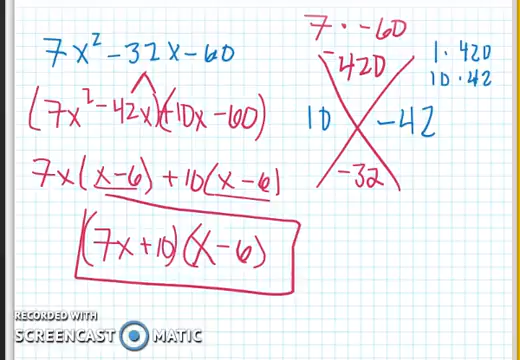 7x² - 32x - 60
(7x² - 42x)(+10x - 60)
7x(x-6) + 10(x-6)
(7x+10)(x-6)
7 · -60
-420
10 -42
-32
1 · 420
10 · 42
RECORDED WITH
SCREENCAST MATIC